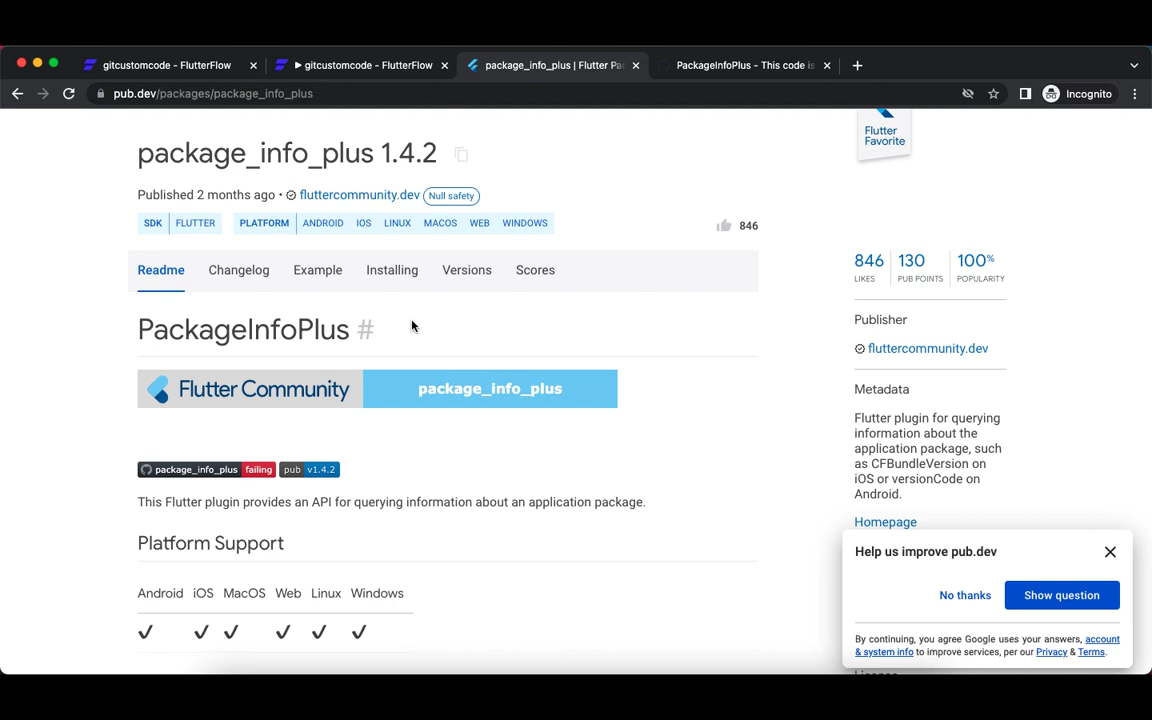 gitcustomcode - FlutterFlow
gitcustomcode - FlutterFlow
package_info_plus | Flutter Pac
PackageInfoPlus - This code is
pub.dev/packages/package_info_plus
Incognito
Flutter
Favorite
package_info_plus 1.4.2
Published 2 months ago • fluttercommunity.dev Null safety
SDK FLUTTER PLATFORM ANDROID IOS LINUX MACOS WEB WINDOWS
846
Readme Changelog Example Installing Versions Scores
846 130 100%
LIKES PUB POINTS POPULARITY
PackageInfoPlus #
Publisher
fluttercommunity.dev
Flutter Community package_info_plus
Metadata
Flutter plugin for querying
information about the
application package, such
as CFBundleVersion on
iOS or versionCode on
Android.
package_info_plus failing pub v1.4.2
This Flutter plugin provides an API for querying information about an application package.
Homepage
Platform Support
Android iOS MacOS Web Linux Windows
✔ ✔ ✔ ✔ ✔ ✔
Help us improve pub.dev
No thanks Show question
By continuing, you agree Google uses your answers, account
& system info to improve services, per our Privacy & Terms.